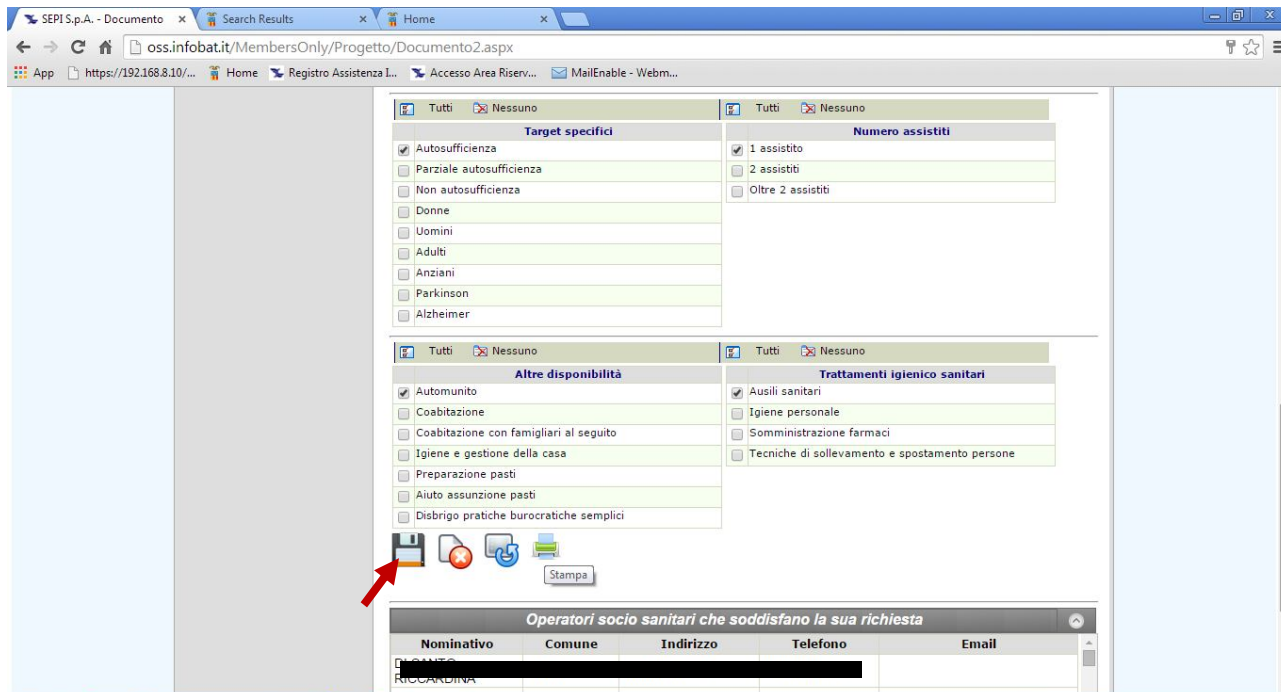 SEPI S.p.A. - Documento
Search Results
Home
oss.infobat.it/MembersOnly/Progetto/Documento2.aspx
App https://192.168.8.10/... Home Registro Assistenza I... Accesso Area Riserv... MailEnable - Webm...
Tutti Nessuno
Target specifici
Autosufficienza
Parziale autosufficienza
Non autosufficienza
Donne
Uomini
Adulti
Anziani
Parkinson
Alzheimer
Tutti Nessuno
Numero assistiti
1 assistito
2 assistiti
Oltre 2 assistiti
Tutti Nessuno
Altre disponibilità
Automunito
Coabitazione
Coabitazione con famigliari al seguito
Igiene e gestione della casa
Preparazione pasti
Aiuto assunzione pasti
Disbrigo pratiche burocratiche semplici
Tutti Nessuno
Trattamenti igienico sanitari
Ausili sanitari
Igiene personale
Somministrazione farmaci
Tecniche di sollevamento e spostamento persone
Stampa
Operatori socio sanitari che soddisfano la sua richiesta
Nominativo Comune Indirizzo Telefono Email